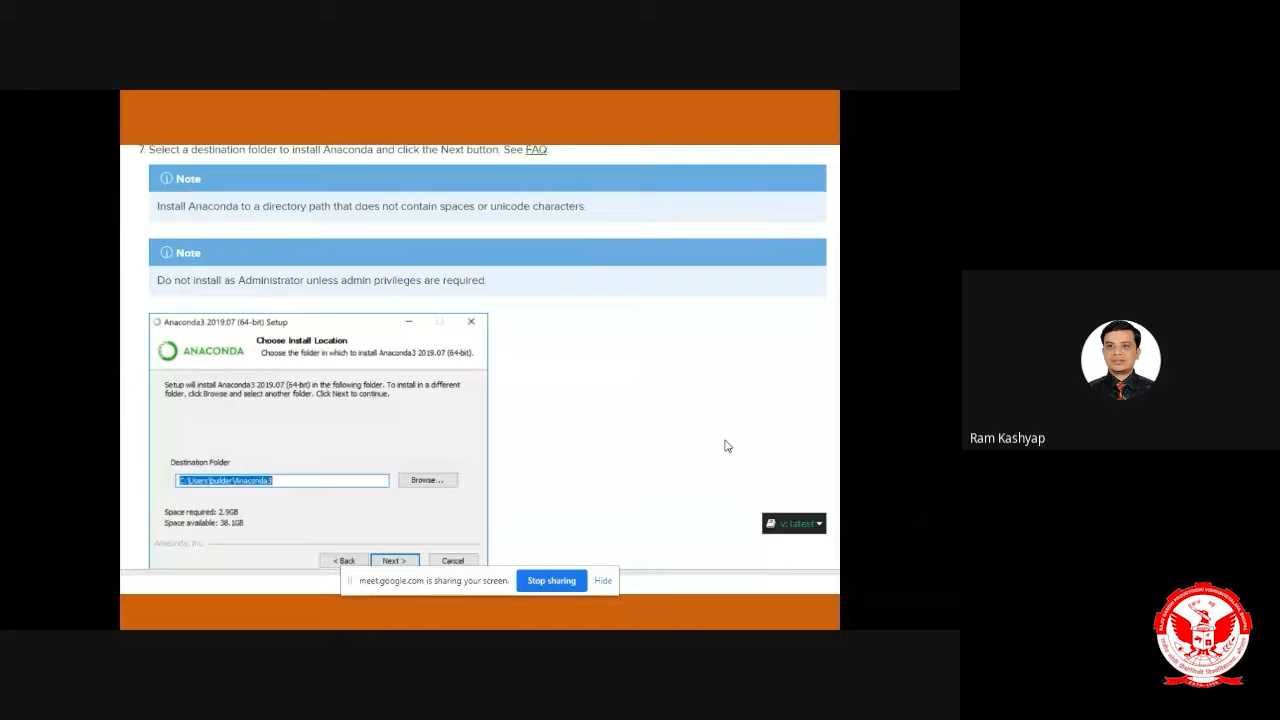 7. Select a destination folder to install Anaconda and click the Next button. See FAQ.
Note
Install Anaconda to a directory path that does not contain spaces or unicode characters.
Note
Do not install as Administrator unless admin privileges are required.
Anaconda3 2019.07 (64-bit) Setup
ANACONDA
Choose Install Location
Choose the folder in which to install Anaconda3 2019.07 (64-bit).
Setup will install Anaconda3 2019.07 (64-bit) in the following folder. To install in a different
folder, click Browse and select another folder. Click Next to continue.
Destination Folder
C:\Users\builder\Anaconda3
Browse...
Space required: 2.9GB
Space available: 38.1GB
Anaconda, Inc.
< Back
Next >
Cancel
v: latest
meet.google.com is sharing your screen.
Stop sharing
Hide
Ram Kashyap